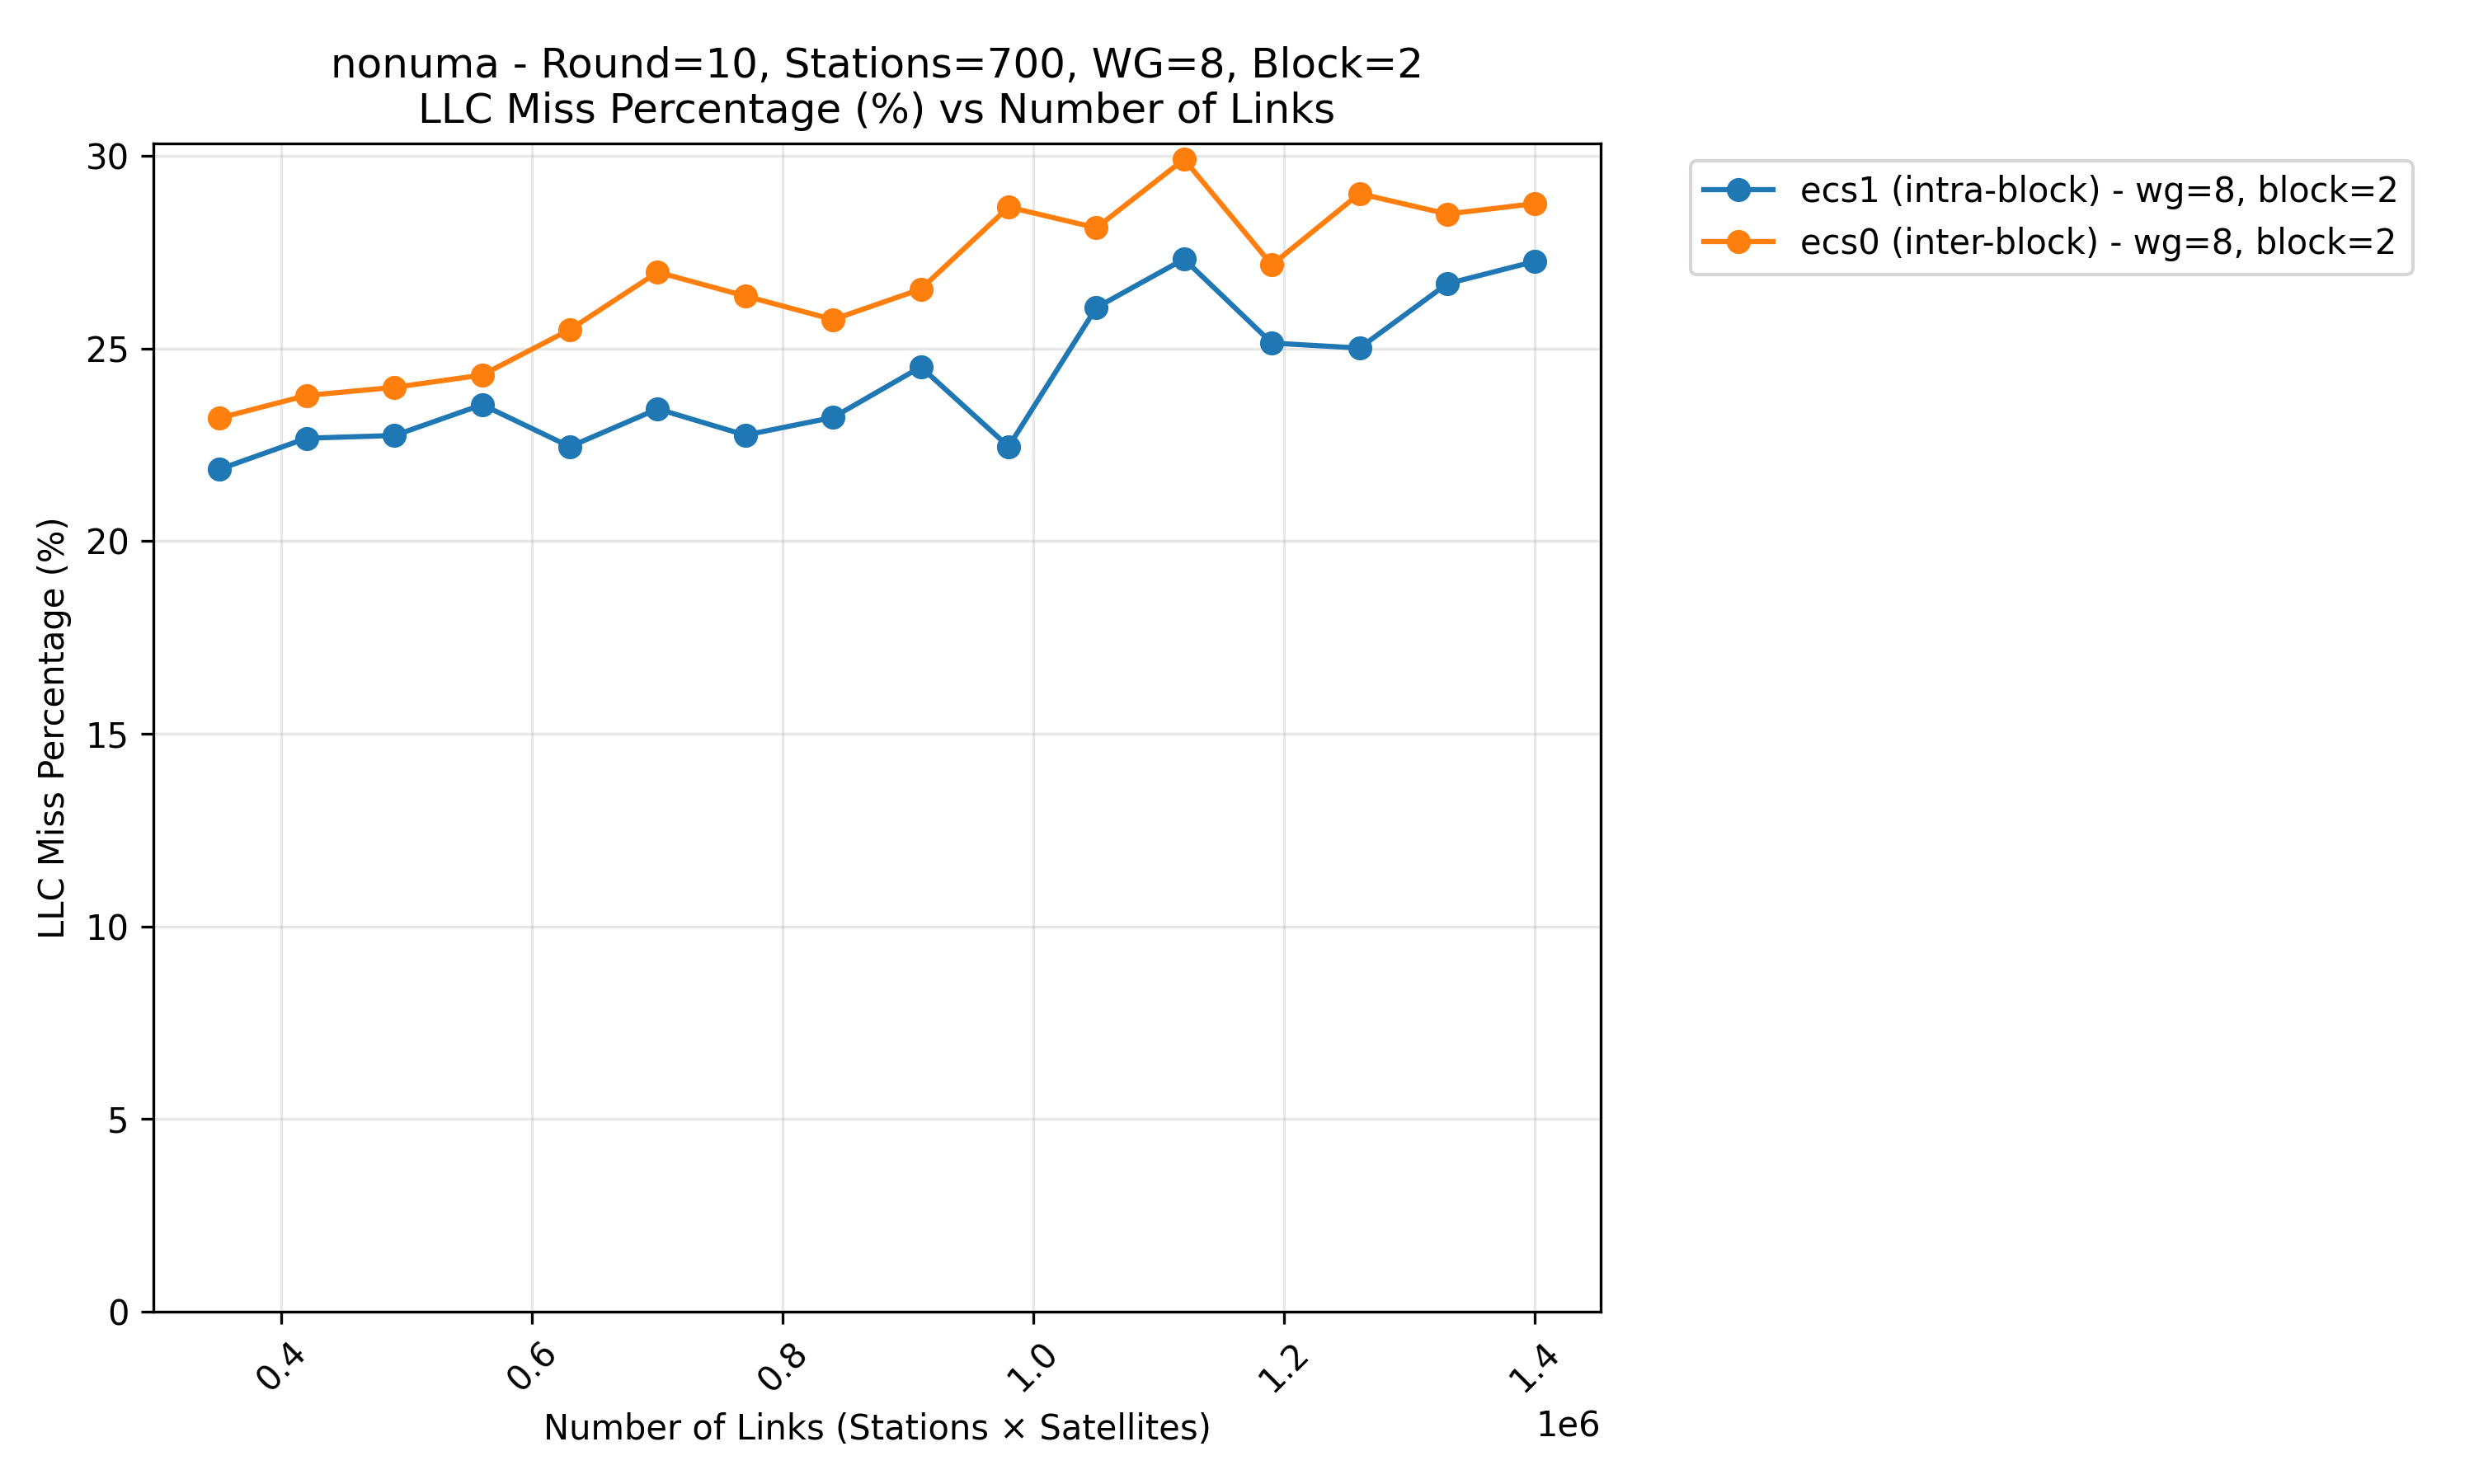 nonuma - Round=10, Stations=700, WG=8, Block=2
LLC Miss Percentage (%) vs Number of Links
ecs1 (intra-block) - wg=8, block=2
ecs0 (inter-block) - wg=8, block=2
LLC Miss Percentage (%)
30
25
20
15
10
5
0
0.4
0.6
0.8
1.0
1.2
1.4
1e6
Number of Links (Stations × Satellites)